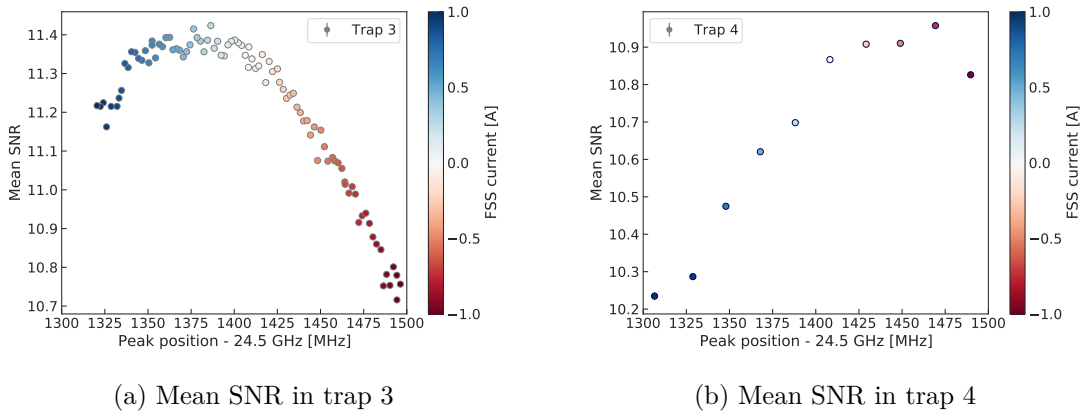 Trap 3
11.4
11.3
11.2
11.1
11.0
10.9
10.8
10.7
Mean SNR
1300 1325 1350 1375 1400 1425 1450 1475 1500
Peak position - 24.5 GHz [MHz]
1.0
0.5
0.0
−0.5
−1.0
FSS current [A]
(a) Mean SNR in trap 3
Trap 4
10.9
10.8
10.7
10.6
10.5
10.4
10.3
10.2
Mean SNR
1300 1325 1350 1375 1400 1425 1450 1475 1500
Peak position - 24.5 GHz [MHz]
1.0
0.5
0.0
−0.5
−1.0
FSS current [A]
(b) Mean SNR in trap 4